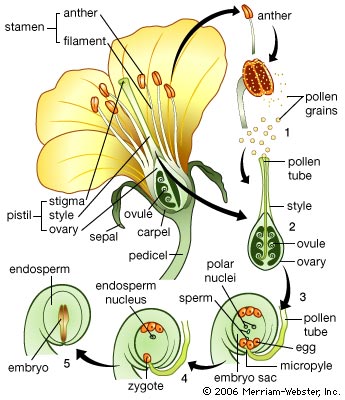 anther
stamen
filament
anther
pollen
grains
1
pollen
tube
stigma
pistil
style
ovary
ovule
carpel
sepal
pedicel
style
2
ovule
ovary
3
endosperm
embryo
5
endosperm
nucleus
zygote
4
polar
nuclei
sperm
pollen
tube
egg
micropyle
embryo sac
© 2006 Merriam-Webster, Inc.